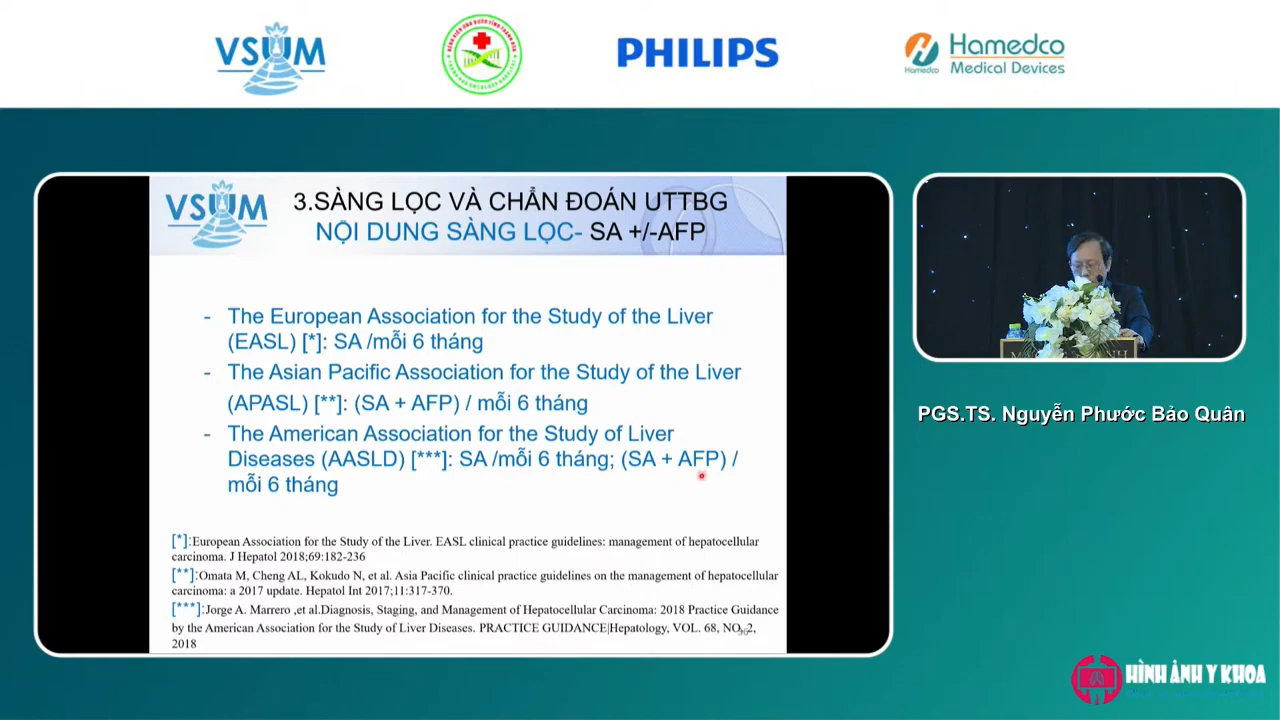 VSUM
PHILIPS
Hamedco
Hamedco
Medical Devices
VSUM
3.SÀNG LỌC VÀ CHẨN ĐOÁN UTTBG
NỘI DUNG SÀNG LỌC- SA +/-AFP
- The European Association for the Study of the Liver
(EASL) [*]: SA /mỗi 6 tháng
- The Asian Pacific Association for the Study of the Liver
(APASL) [**]: (SA + AFP) / mỗi 6 tháng
- The American Association for the Study of Liver
Diseases (AASLD) [***]: SA /mỗi 6 tháng; (SA + AFP) /
mỗi 6 tháng
[*]:European Association for the Study of the Liver. EASL clinical practice guidelines: management of hepatocellular
carcinoma. J Hepatol 2018;69:182-236
[**]:Omata M, Cheng AL, Kokudo N, et al. Asia Pacific clinical practice guidelines on the management of hepatocellular
carcinoma: a 2017 update. Hepatol Int 2017;11:317-370.
[***]:Jorge A. Marrero ,et al.Diagnosis, Staging, and Management of Hepatocellular Carcinoma: 2018 Practice Guidance
by the American Association for the Study of Liver Diseases. PRACTICE GUIDANCE|Hepatology, VOL. 68, NO. 2,
2018
PGS.TS. Nguyễn Phước Bảo Quân
HÌNH ẢNH Y KHOA